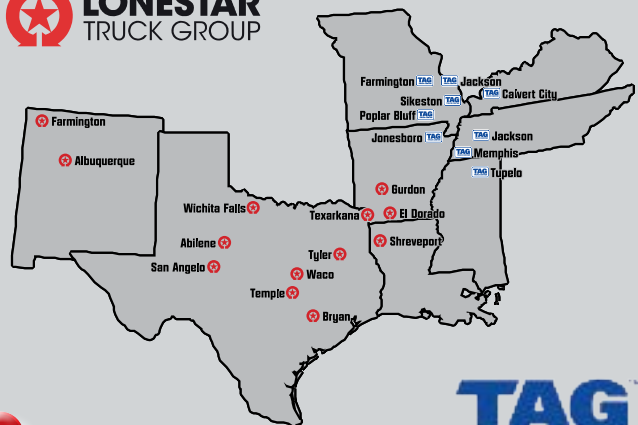 LONESTAR
TRUCK GROUP
Farmington TAG
TAG Jackson
TAG Calvert City
Sikeston TAG
Poplar Bluff TAG
Jonesboro TAG
TAG Jackson
TAG Memphis
TAG Tupelo
Farmington
Albuquerque
Gurdon
Wichita Falls
Texarkana
El Dorado
Abilene
Shreveport
Tyler
San Angelo
Waco
Temple
Bryan
TAG